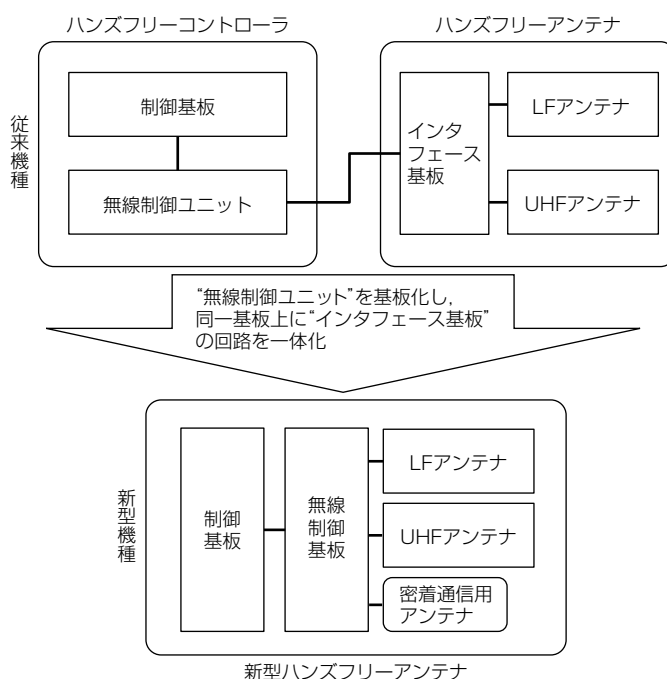 ハンズフリーコントローラ
ハンズフリーアンテナ
従来機種
制御基板
無線制御ユニット
インタ
フェース
基板
LFアンテナ
UHFアンテナ
“無線制御ユニット”を基板化し,
同一基板上に“インタフェース基板”
の回路を一体化
新型機種
制御
基板
無線
制御
基板
LFアンテナ
UHFアンテナ
密着通信用
アンテナ
新型ハンズフリーアンテナ